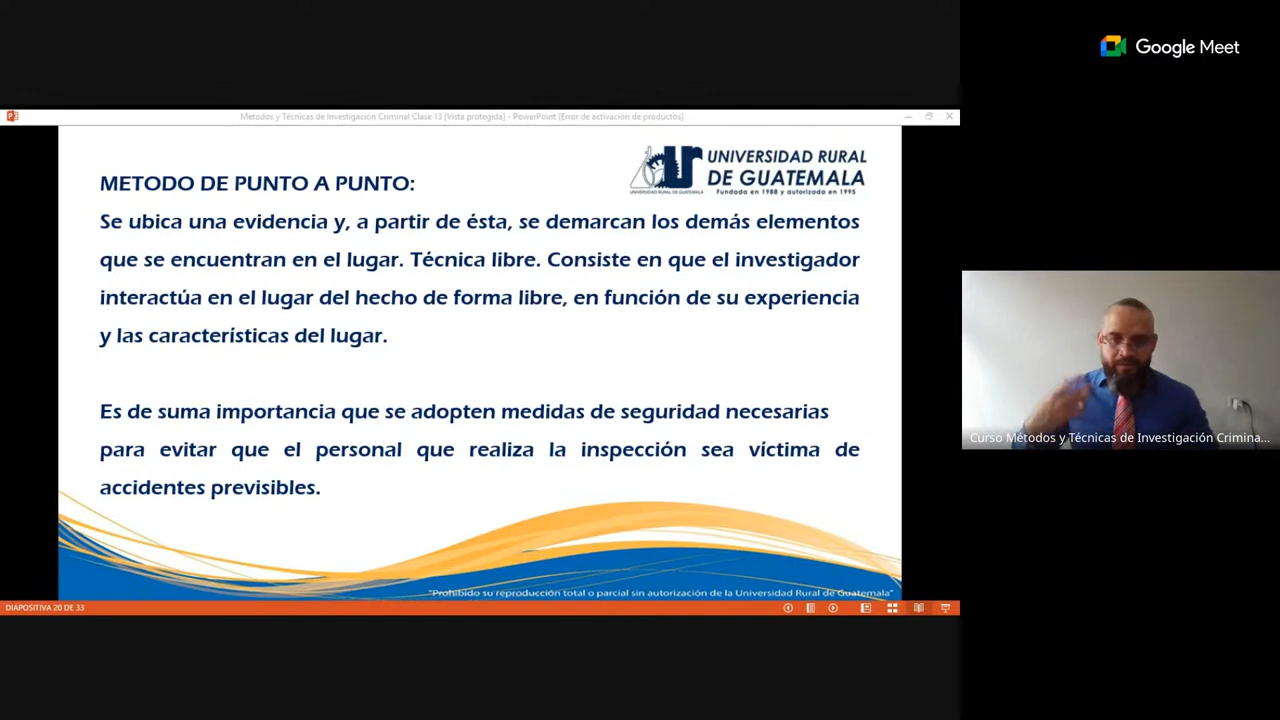 Google Meet
Metodos y Técnicas de Investigación Criminal Clase 13 [Vista protegida] - PowerPoint (Error de activación de productos)
UNIVERSIDAD RURAL
DE GUATEMALA
Fundada en 1988 y autorizada en 1995
UNIVERSIDAD RURAL DE GUATEMALA
METODO DE PUNTO A PUNTO:
Se ubica una evidencia y, a partir de ésta, se demarcan los demás elementos
que se encuentran en el lugar. Técnica libre. Consiste en que el investigador
interactúa en el lugar del hecho de forma libre, en función de su experiencia
y las características del lugar.
Es de suma importancia que se adopten medidas de seguridad necesarias
para evitar que el personal que realiza la inspección sea víctima de
accidentes previsibles.
"Prohibido su reproducción total o parcial sin autorización de la Universidad Rural de Guatemala"
DIAPOSITIVA 20 DE 33
Curso Métodos y Técnicas de Investigación Crimina...